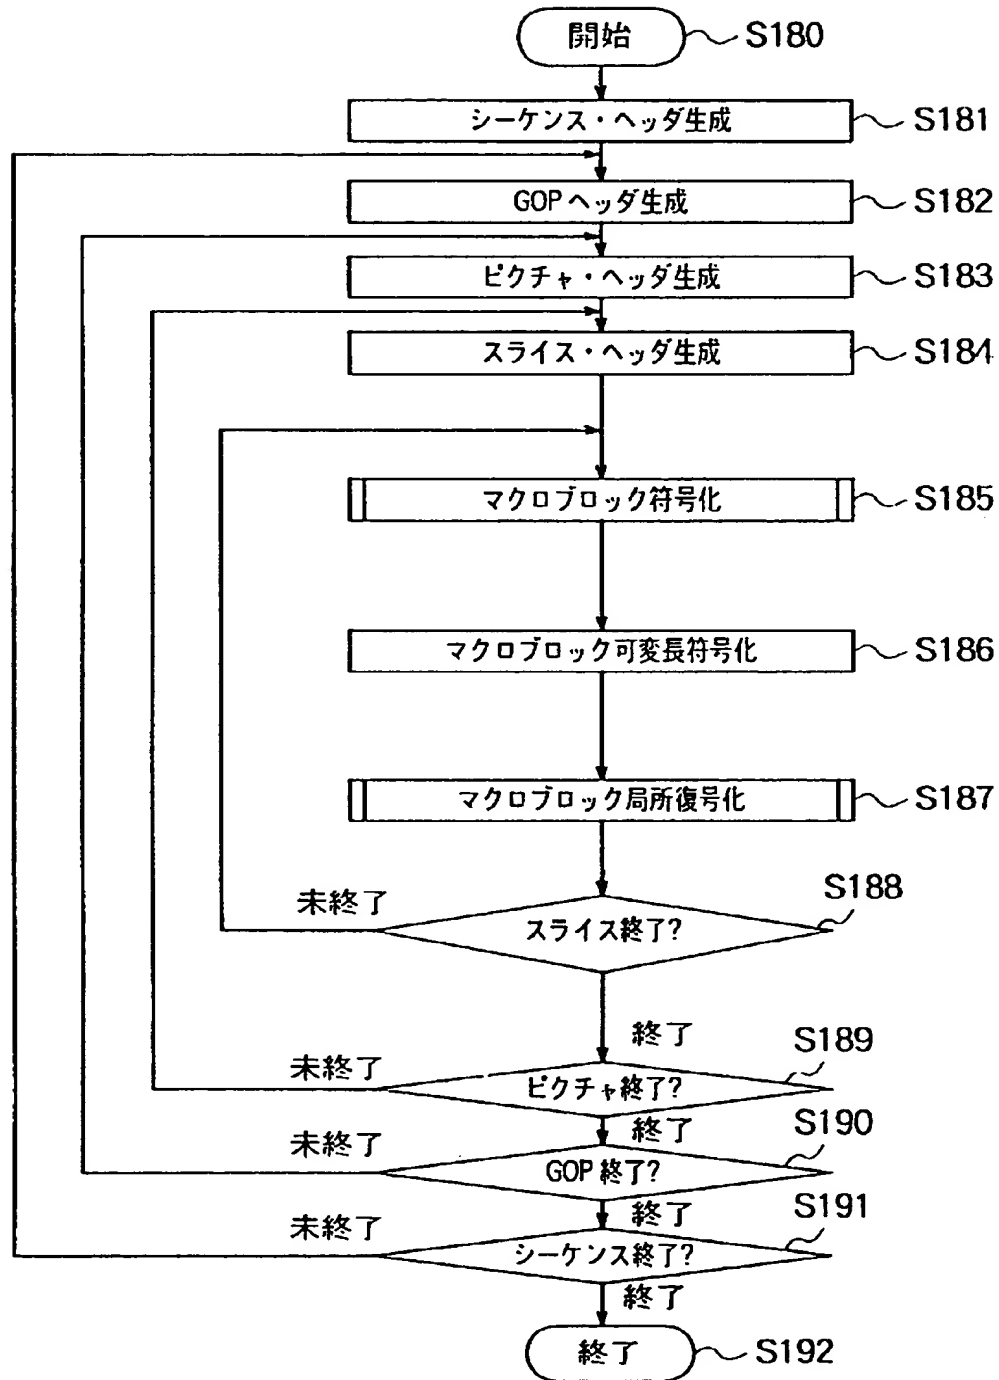 開始
S180
シーケンス・ヘッダ生成
S181
GOPヘッダ生成
S182
ピクチャ・ヘッダ生成
S183
スライス・ヘッダ生成
S184
マクロブロック符号化
S185
マクロブロック可変長符号化
S186
マクロブロック局所復号化
S187
S188
未終了
スライス終了?
終了
S189
未終了
ピクチャ終了?
終了
S190
未終了
GOP終了?
終了
S191
未終了
シーケンス終了?
終了
終了
S192